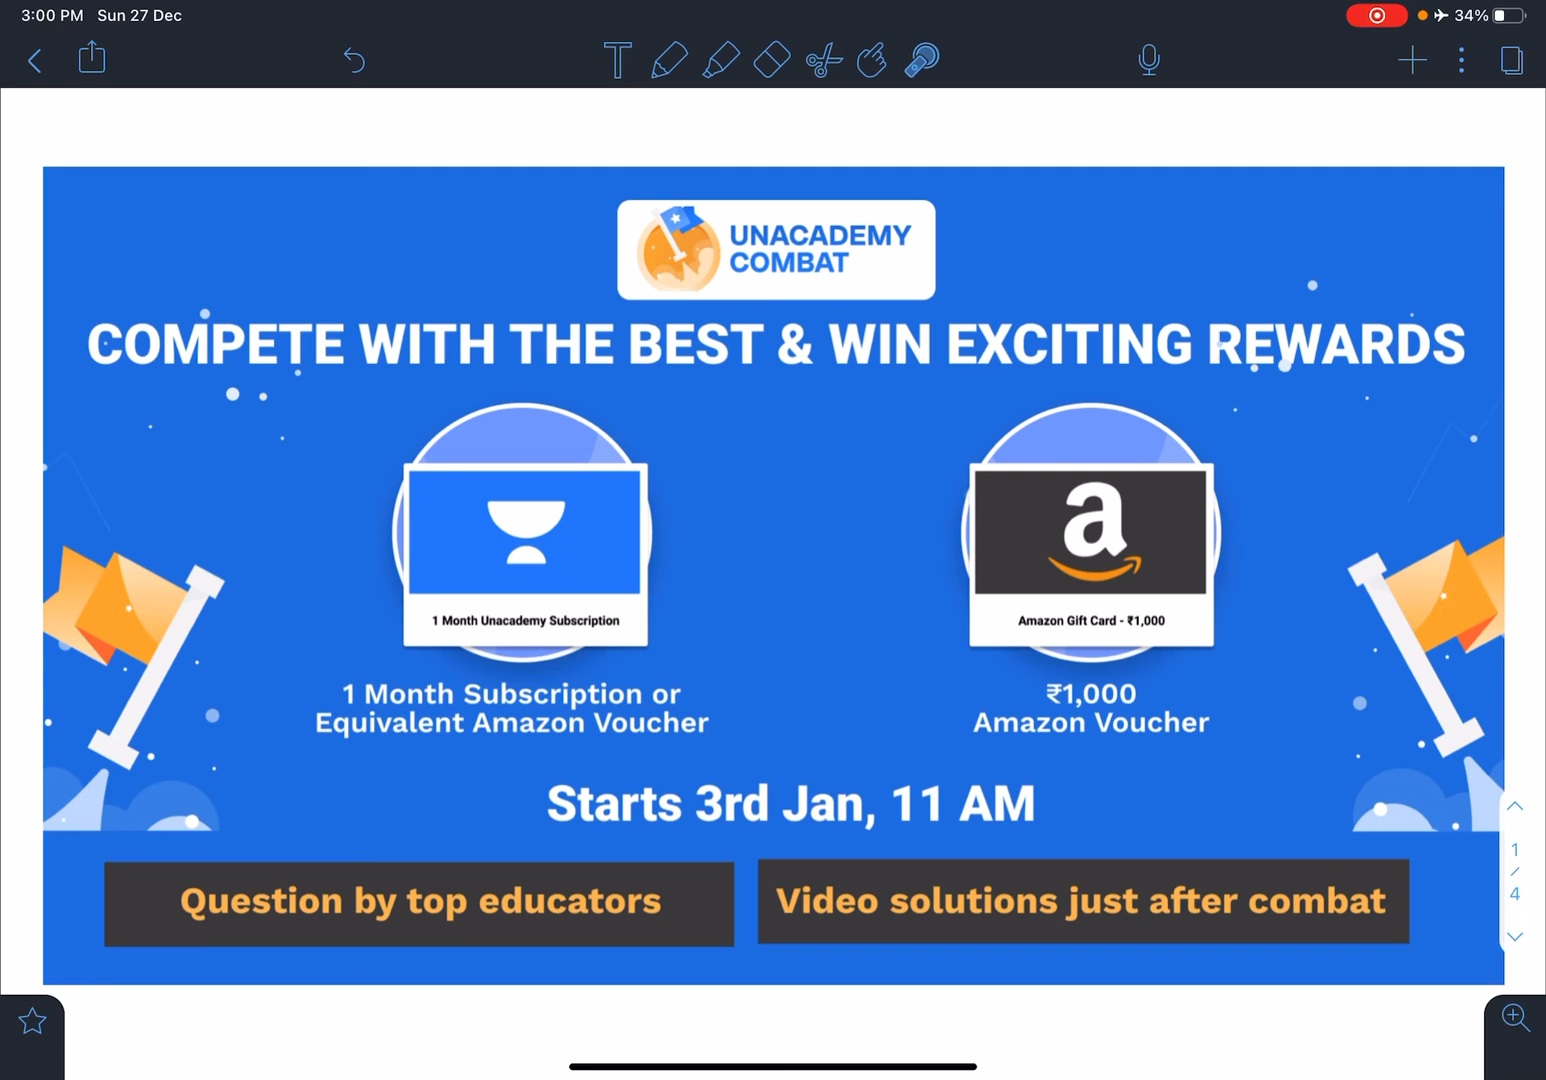 3:00 PM Sun 27 Dec
34%
T
UNACADEMY
COMBAT
COMPETE WITH THE BEST & WIN EXCITING REWARDS
a
1 Month Unacademy Subscription
Amazon Gift Card - ₹1,000
1 Month Subscription or
Equivalent Amazon Voucher
₹1,000
Amazon Voucher
Starts 3rd Jan, 11 AM
Question by top educators
Video solutions just after combat
1
/
4